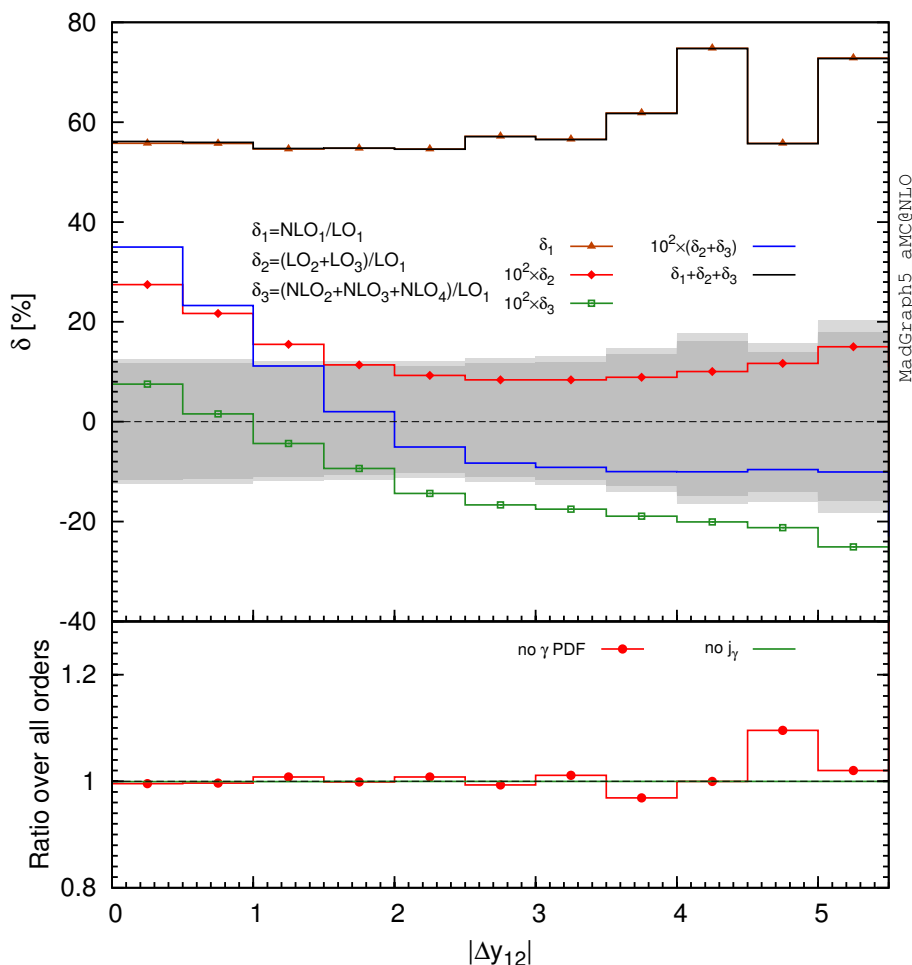 80
60
40
20
0
-20
-40
δ [%]
δ1=NLO1/LO1
δ2=(LO2+LO3)/LO1
δ3=(NLO2+NLO3+NLO4)/LO1
δ1
10²×δ2
10²×δ3
10²×(δ2+δ3)
δ1+δ2+δ3
MadGraph5_aMC@NLO
1.2
1
0.8
Ratio over all orders
no γ PDF
no jγ
0 1 2 3 4 5
|Δy12|